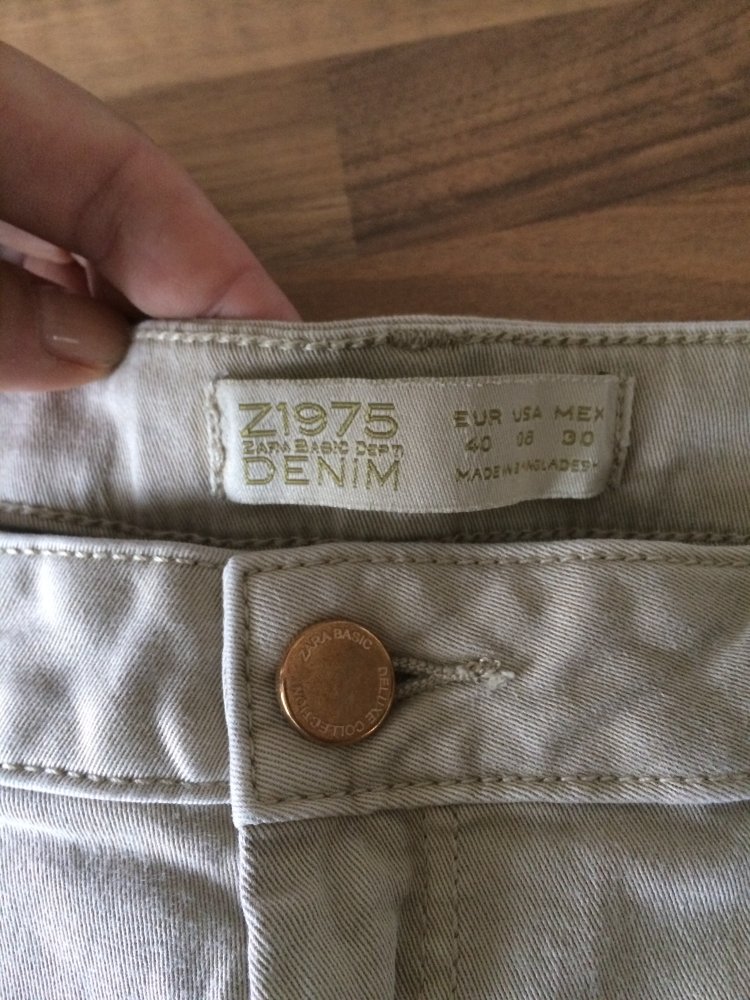 Z1975
ZARA BASIC DEPT
DENIM
EUR USA MEX
40 08 30
MADE IN BANGLADESH
ZARA BASIC
DELUXE COLLECTION